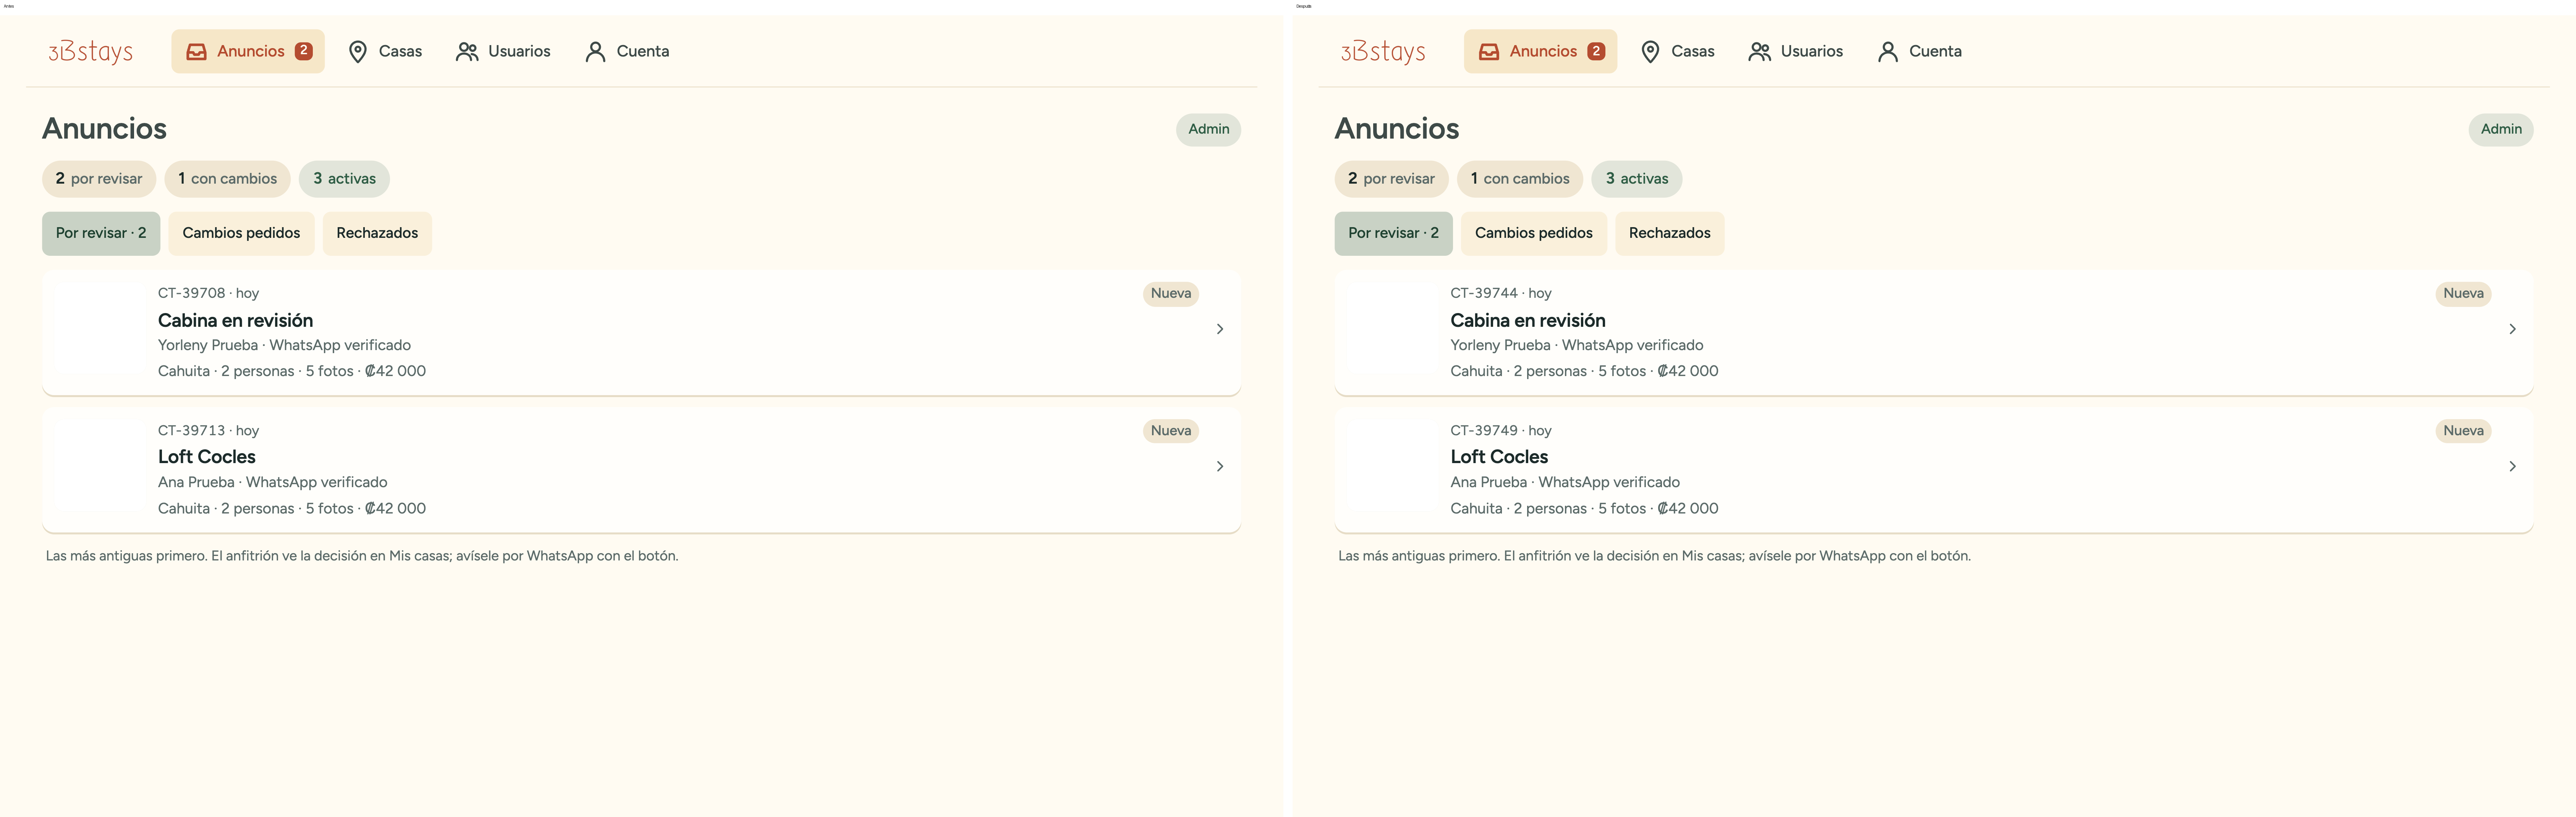 Antes
3Bstays Anuncios 2 Casas Usuarios Cuenta
Anuncios Admin
2 por revisar 1 con cambios 3 activas
Por revisar · 2 Cambios pedidos Rechazados
CT-39708 · hoy Nueva
Cabina en revisión
Yorleny Prueba · WhatsApp verificado
Cahuita · 2 personas · 5 fotos · ₡42 000
CT-39713 · hoy Nueva
Loft Cocles
Ana Prueba · WhatsApp verificado
Cahuita · 2 personas · 5 fotos · ₡42 000
Las más antiguas primero. El anfitrión ve la decisión en Mis casas; avísele por WhatsApp con el botón.
Después
3Bstays Anuncios 2 Casas Usuarios Cuenta
Anuncios Admin
2 por revisar 1 con cambios 3 activas
Por revisar · 2 Cambios pedidos Rechazados
CT-39744 · hoy Nueva
Cabina en revisión
Yorleny Prueba · WhatsApp verificado
Cahuita · 2 personas · 5 fotos · ₡42 000
CT-39749 · hoy Nueva
Loft Cocles
Ana Prueba · WhatsApp verificado
Cahuita · 2 personas · 5 fotos · ₡42 000
Las más antiguas primero. El anfitrión ve la decisión en Mis casas; avísele por WhatsApp con el botón.